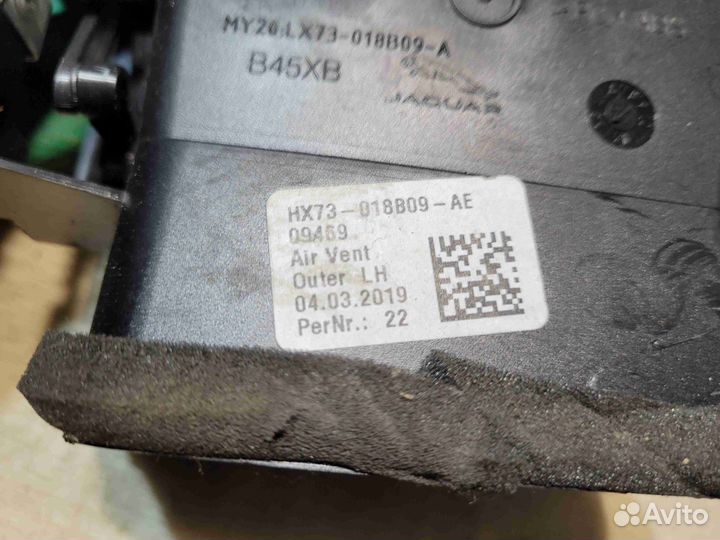 MY20 LX73-018B09-A
B45XB
JAGUAR
HX73-018B09-AE
09469
Air Vent
Outer LH
04.03.2019
PerNr.: 22
Avito